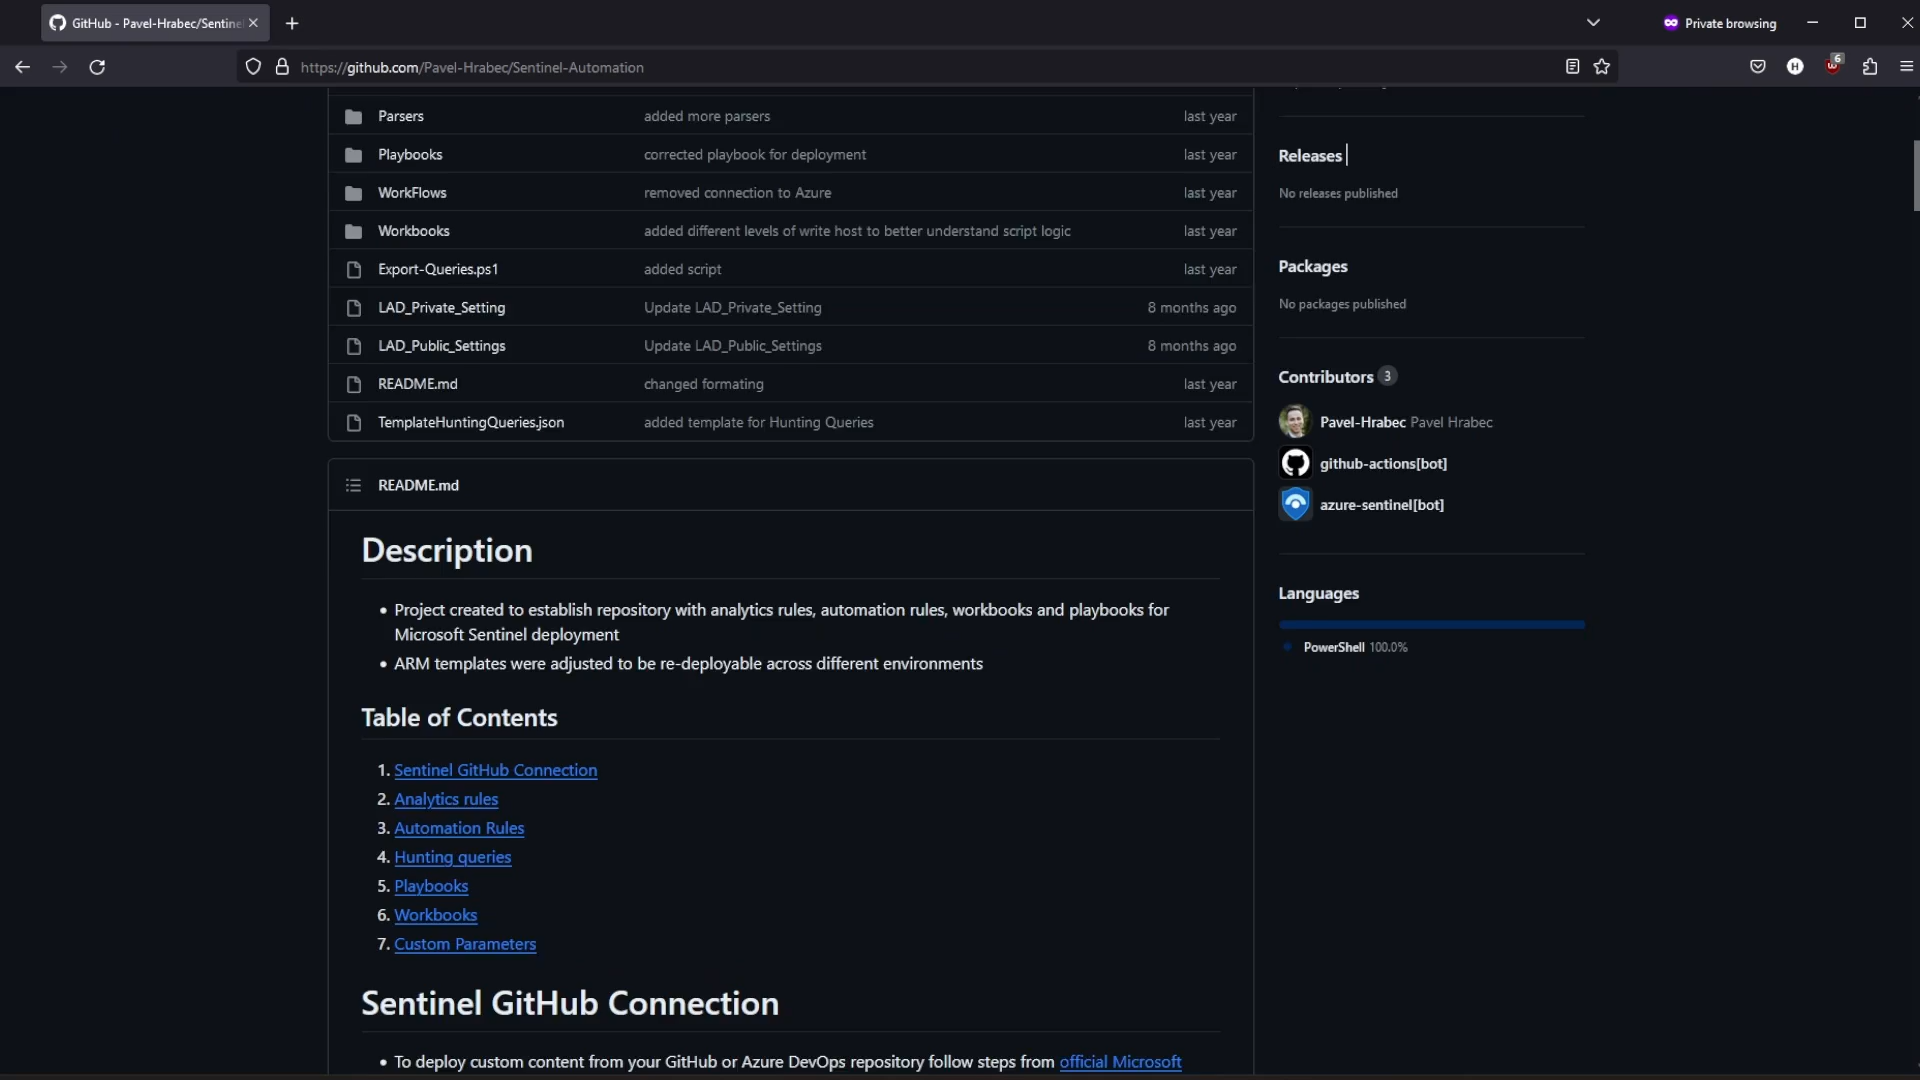 GitHub - Pavel-Hrabec/Sentine
Private browsing
https://github.com/Pavel-Hrabec/Sentinel-Automation
6
Parsers added more parsers last year
Playbooks corrected playbook for deployment last year
WorkFlows removed connection to Azure last year
Workbooks added different levels of write host to better understand script logic last year
Export-Queries.ps1 added script last year
LAD_Private_Setting Update LAD_Private_Setting 8 months ago
LAD_Public_Settings Update LAD_Public_Settings 8 months ago
README.md changed formating last year
TemplateHuntingQueries.json added template for Hunting Queries last year
README.md
Description
• Project created to establish repository with analytics rules, automation rules, workbooks and playbooks for
Microsoft Sentinel deployment
• ARM templates were adjusted to be re-deployable across different environments
Table of Contents
1. Sentinel GitHub Connection
2. Analytics rules
3. Automation Rules
4. Hunting queries
5. Playbooks
6. Workbooks
7. Custom Parameters
Sentinel GitHub Connection
• To deploy custom content from your GitHub or Azure DevOps repository follow steps from official Microsoft
Releases
No releases published
Packages
No packages published
Contributors 3
Pavel-Hrabec Pavel Hrabec
github-actions[bot]
azure-sentinel[bot]
Languages
PowerShell 100.0%